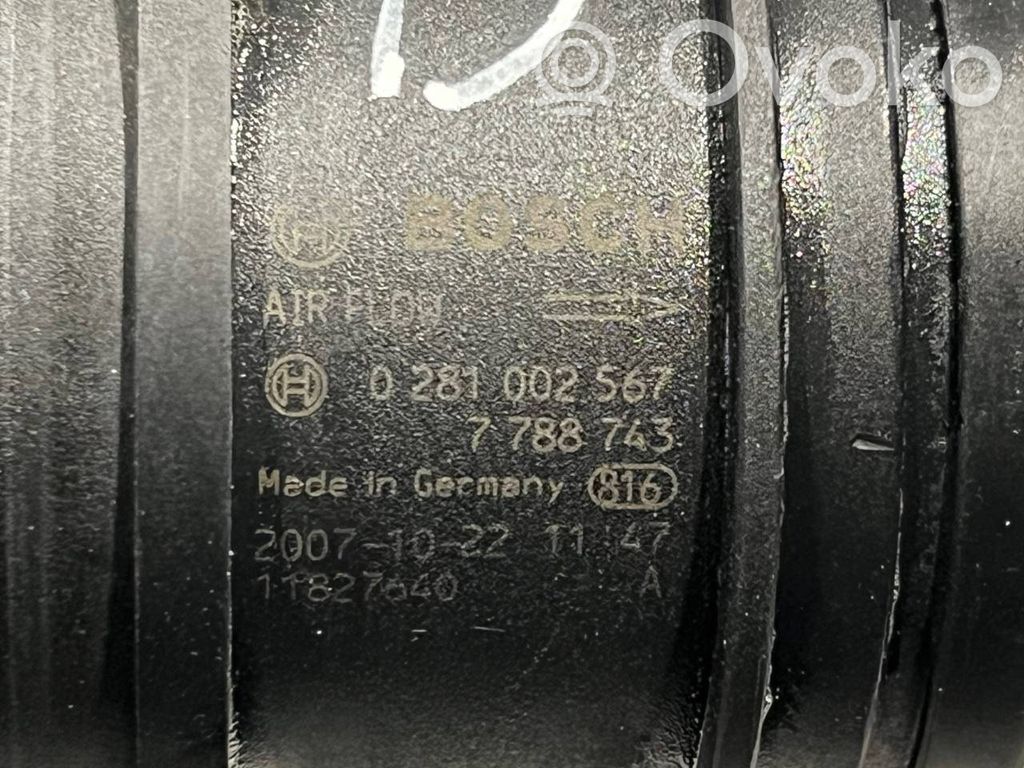 Ovoko
BOSCH
AIR FLOW
0 281 002 567
7 788 743
Made in Germany 816
2007-10-22 11:47
11827640 A